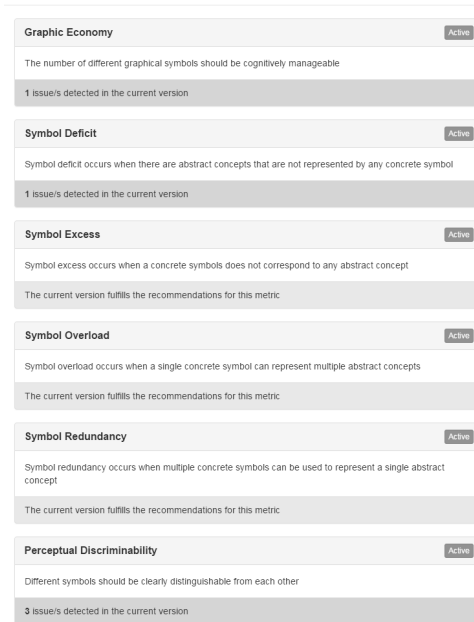 Graphic Economy Active
The number of different graphical symbols should be cognitively manageable
1 issue/s detected in the current version
Symbol Deficit Active
Symbol deficit occurs when there are abstract concepts that are not represented by any concrete symbol
1 issue/s detected in the current version
Symbol Excess Active
Symbol excess occurs when a concrete symbols does not correspond to any abstract concept
The current version fulfills the recommendations for this metric
Symbol Overload Active
Symbol overload occurs when a single concrete symbol can represent multiple abstract concepts
The current version fulfills the recommendations for this metric
Symbol Redundancy Active
Symbol redundancy occurs when multiple concrete symbols can be used to represent a single abstract
concept
The current version fulfills the recommendations for this metric
Perceptual Discriminability Active
Different symbols should be clearly distinguishable from each other
3 issue/s detected in the current version